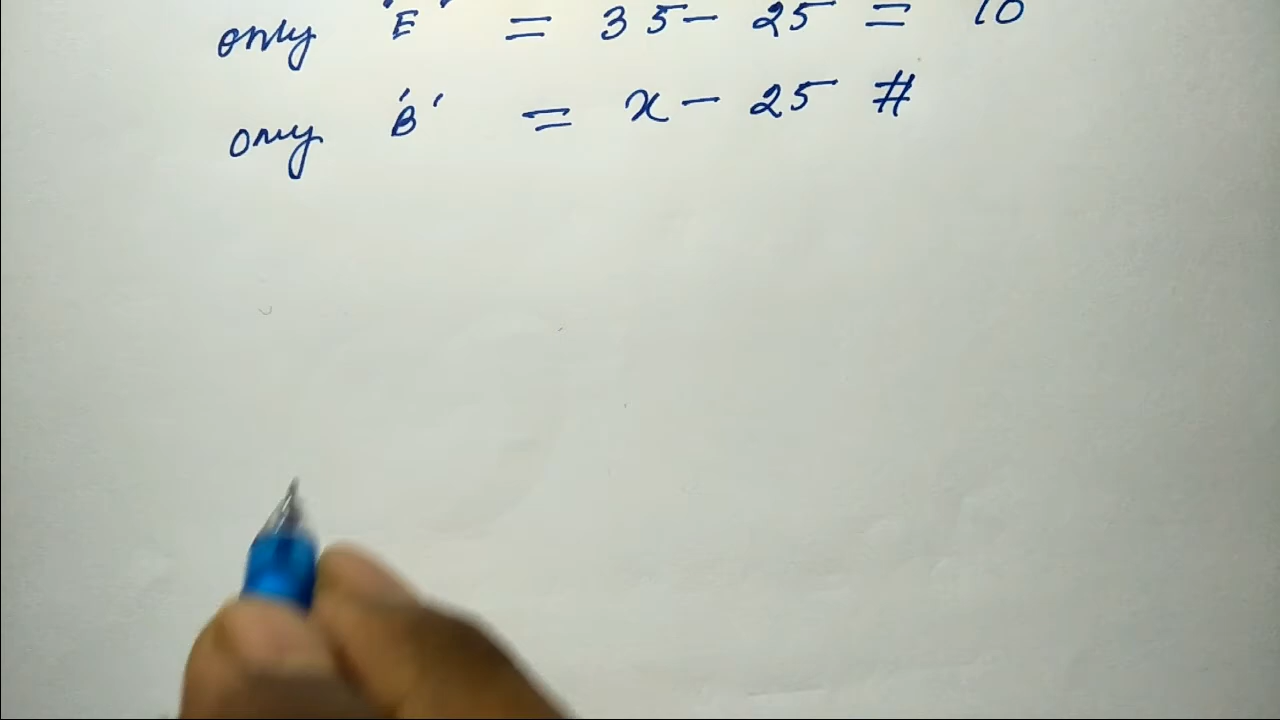 only 'E' = 35 - 25 = 10
only 'B' = x - 25 #